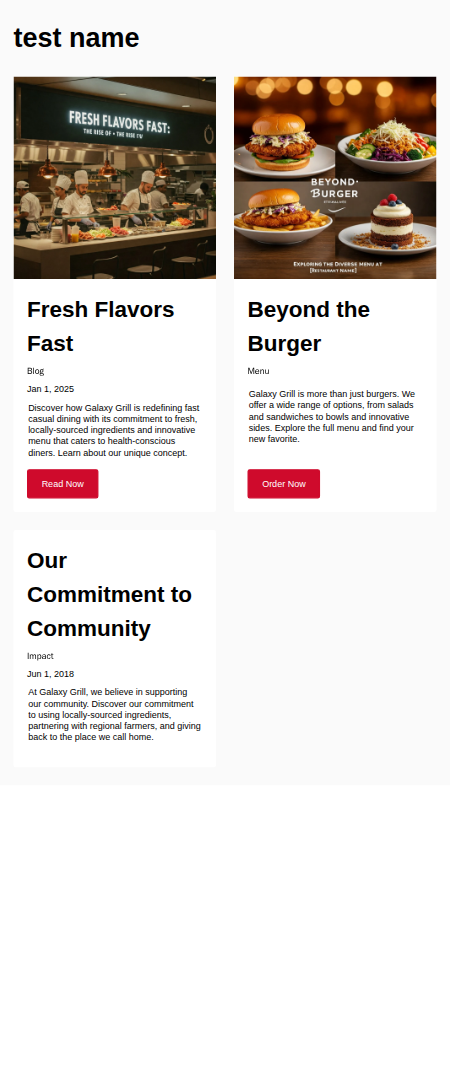 test name
FRESH FLAVORS FAST:
THE RISE OF • THE RISE
BEYOND·
BURGER
EXPLORING THE DIVERSE MENU AT
[RESTAURANT NAME]
Fresh Flavors
Fast
Blog
Jan 1, 2025
Discover how Galaxy Grill is redefining fast
casual dining with its commitment to fresh,
locally-sourced ingredients and innovative
menu that caters to health-conscious
diners. Learn about our unique concept.
Read Now
Beyond the
Burger
Menu
Galaxy Grill is more than just burgers. We
offer a wide range of options, from salads
and sandwiches to bowls and innovative
sides. Explore the full menu and find your
new favorite.
Order Now
Our
Commitment to
Community
Impact
Jun 1, 2018
At Galaxy Grill, we believe in supporting
our community. Discover our commitment
to using locally-sourced ingredients,
partnering with regional farmers, and giving
back to the place we call home.